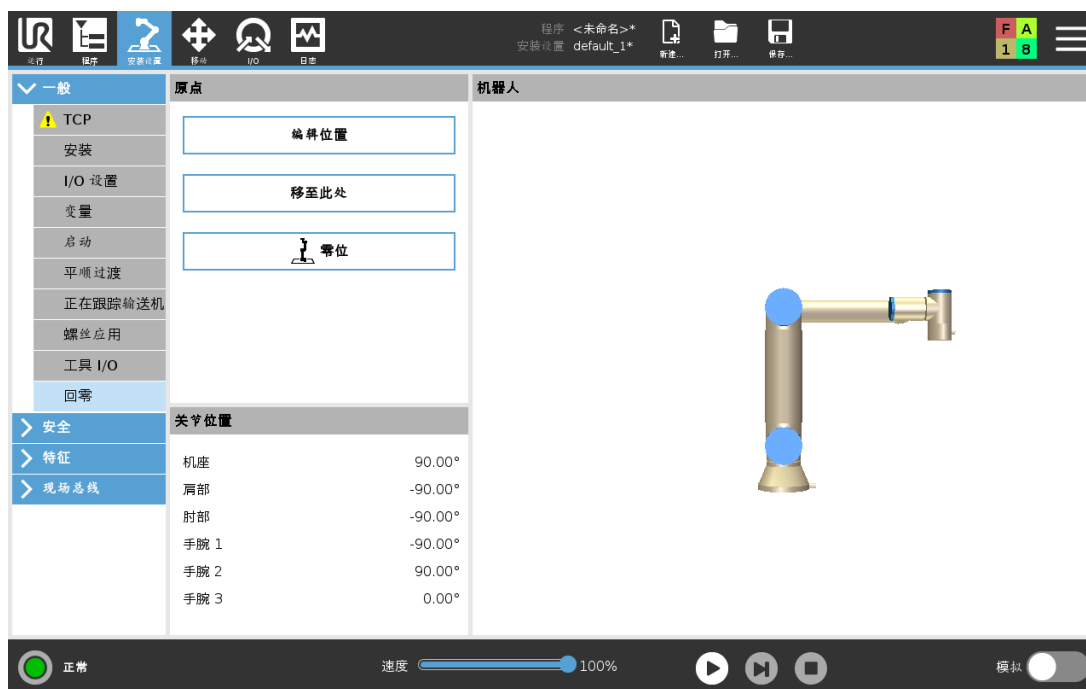 程序 <未命名>*
安装设置 default_1*
UR
运行
程序
安装设置
移动
I/O
日志
新建...
打开...
保存...
F A
1 8
一般
TCP
安装
I/O 设置
变量
启动
平顺过渡
正在跟踪输送机
螺丝应用
工具 I/O
回零
安全
特征
现场总线
原点
编辑位置
移至此处
零位
关节位置
机座 90.00°
肩部 -90.00°
肘部 -90.00°
手腕 1 -90.00°
手腕 2 90.00°
手腕 3 0.00°
机器人
正常
速度 100%
模拟